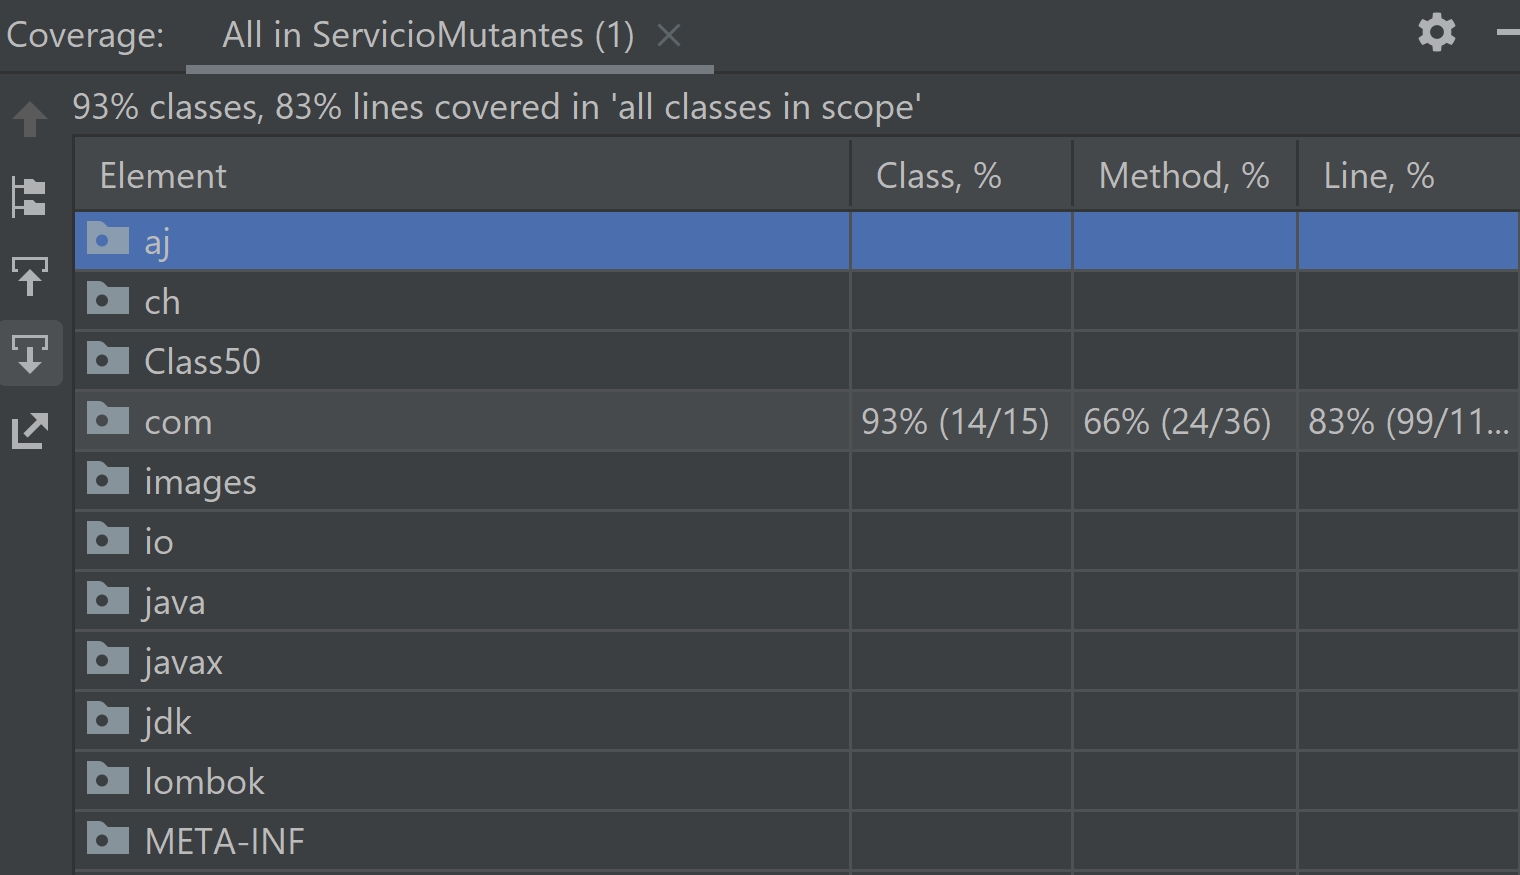 Coverage: All in ServicioMutantes (1)
93% classes, 83% lines covered in 'all classes in scope'
Element Class, % Method, % Line, %
aj
ch
Class50
com 93% (14/15) 66% (24/36) 83% (99/11...
images
io
java
javax
jdk
lombok
META-INF